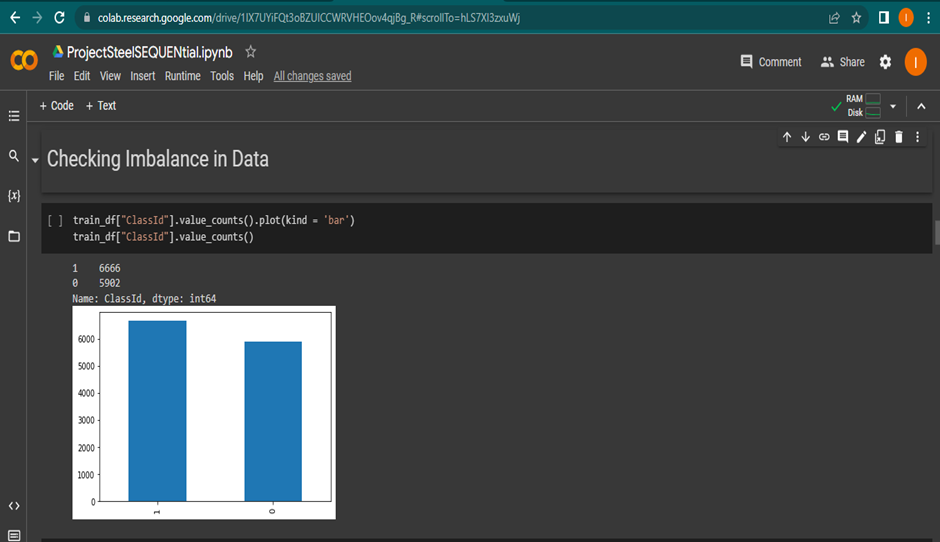 colab.research.google.com/drive/1IX7UYiFQt3oBZUICCWRVHEOov4qjBg_R#scrollTo=hLS7XI3zxuWj
ProjectSteelSEQUENtial.ipynb
File Edit View Insert Runtime Tools Help All changes saved
Comment Share I
+ Code + Text
RAM
Disk
Checking Imbalance in Data
[ ] train_df["ClassId"].value_counts().plot(kind = 'bar')
train_df["ClassId"].value_counts()
1 6666
0 5902
Name: ClassId, dtype: int64
6000
5000
4000
3000
2000
1000
0
1 0